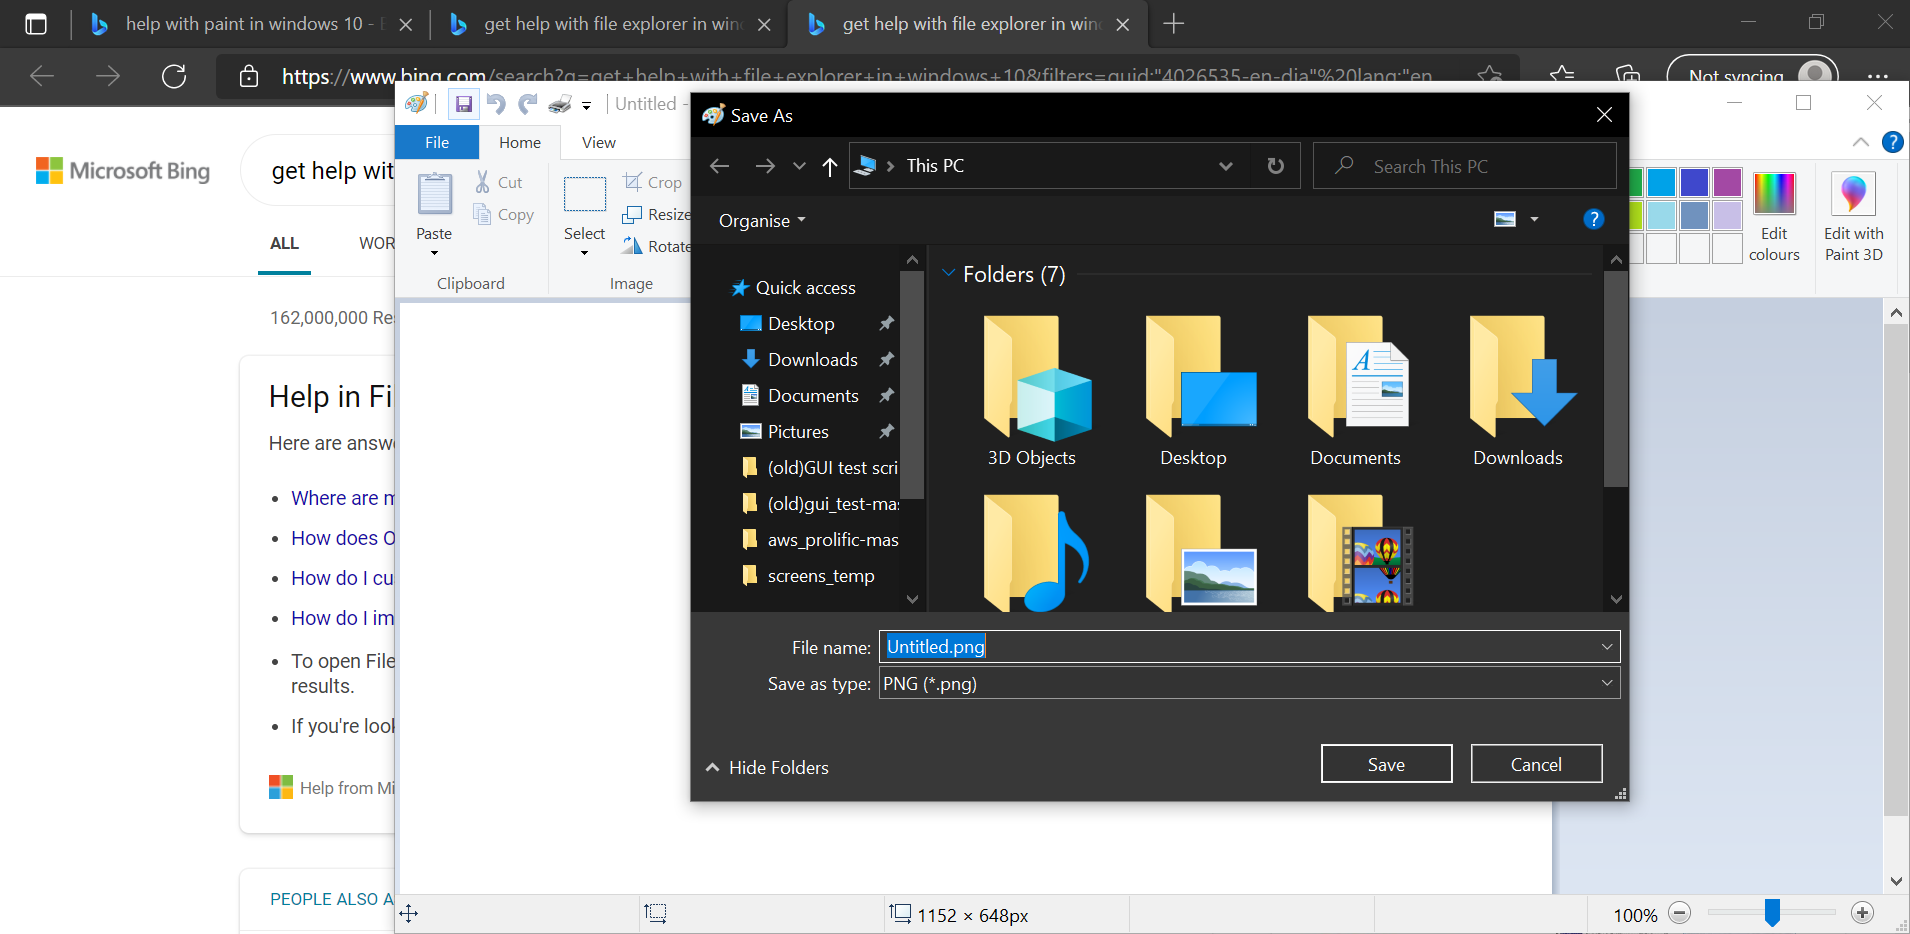 help with paint in windows 10 -
get help with file explorer in win
get help with file explorer in win
https://www.bing.com/search?q=get+help+with+file+explorer+in+windows+10&filters=guid:"4026535-en-dia"%20lang:"en
Not syncing
Microsoft Bing
get help wit
ALL
WOR
162,000,000 Res
Help in Fi
Here are answ
Where are m
How does O
How do I cu
How do I im
To open File
results.
If you're look
Help from Mi
PEOPLE ALSO A
Untitled -
File
Home
View
Paste
Cut
Copy
Clipboard
Select
Crop
Resize
Rotate
Image
Edit
colours
Edit with
Paint 3D
Save As
This PC
Search This PC
Organise
Quick access
Desktop
Downloads
Documents
Pictures
(old)GUI test scri
(old)gui_test-mas
aws_prolific-mas
screens_temp
Folders (7)
3D Objects
Desktop
Documents
Downloads
File name:
Untitled.png
Save as type:
PNG (*.png)
Hide Folders
Save
Cancel
1152 × 648px
100%